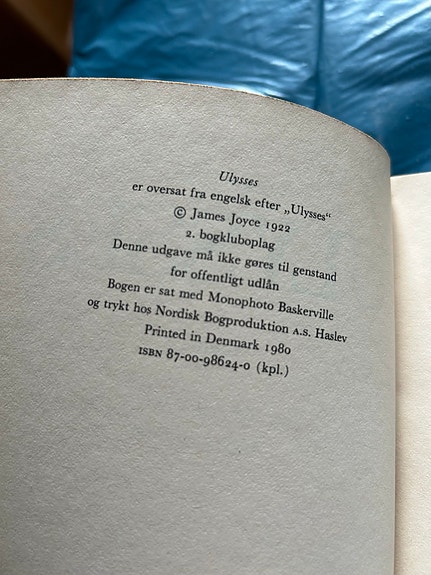 Ulysses
er oversat fra engelsk efter „Ulysses“
© James Joyce 1922
2. bogkluboplag
Denne udgave må ikke gøres til genstand
for offentligt udlån
Bogen er sat med Monophoto Baskerville
og trykt hos Nordisk Bogproduktion A.S. Haslev
Printed in Denmark 1980
ISBN 87-00-98624-0 (kpl.)